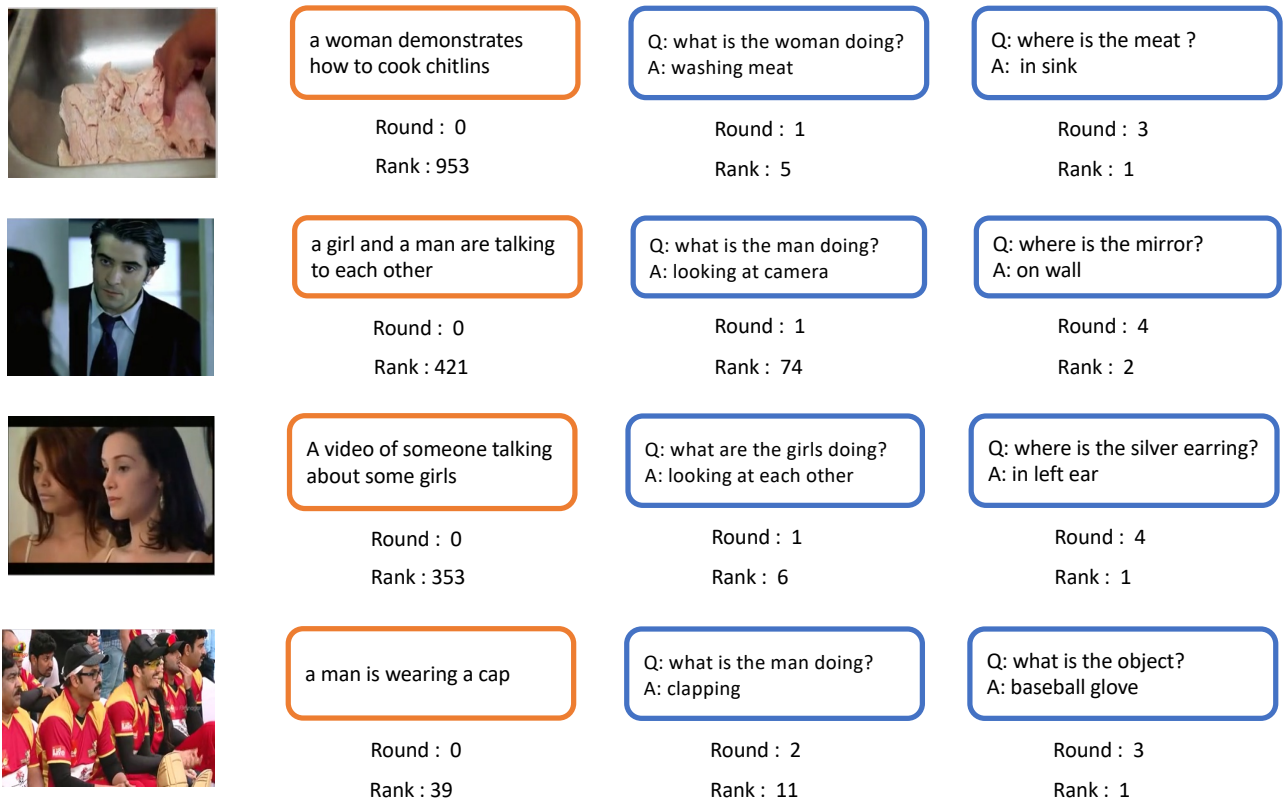 a woman demonstrates
how to cook chitlins
Q: what is the woman doing?
A: washing meat
Q: where is the meat ?
A: in sink
Round : 0
Rank : 953
Round : 1
Rank : 5
Round : 3
Rank : 1
a girl and a man are talking
to each other
Q: what is the man doing?
A: looking at camera
Q: where is the mirror?
A: on wall
Round : 0
Rank : 421
Round : 1
Rank : 74
Round : 4
Rank : 2
A video of someone talking
about some girls
Q: what are the girls doing?
A: looking at each other
Q: where is the silver earring?
A: in left ear
Round : 0
Rank : 353
Round : 1
Rank : 6
Round : 4
Rank : 1
a man is wearing a cap
Q: what is the man doing?
A: clapping
Q: what is the object?
A: baseball glove
Round : 0
Rank : 39
Round : 2
Rank : 11
Round : 3
Rank : 1